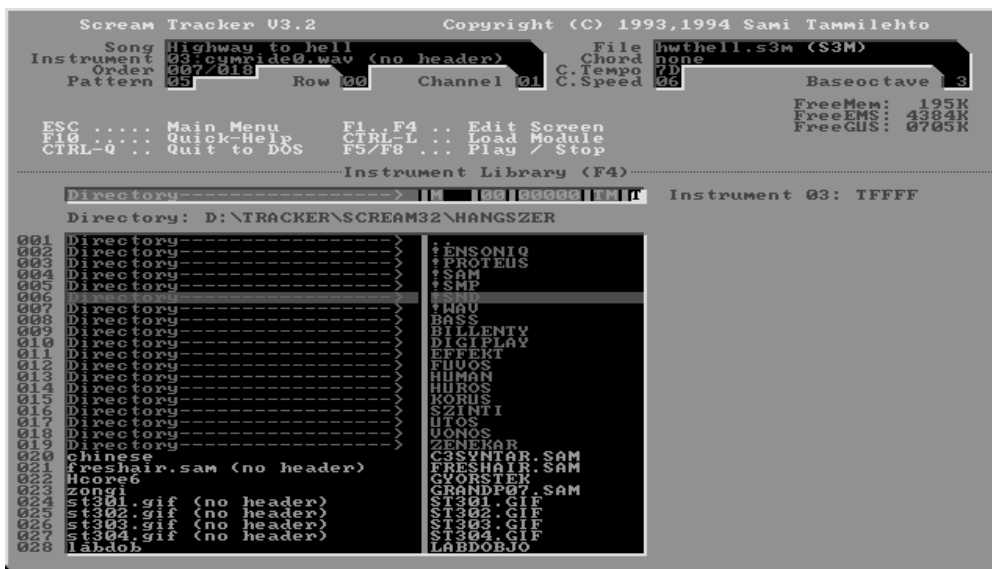 Scream Tracker V3.2 Copyright (C) 1993,1994 Sami Tammilehto
Song Highway to hell File hwthell.s3m (S3M)
Instrument 03:cymride0.wav (no header) Chord none
Order 007/018 C.Tempo 7D
Pattern 05 Row 00 Channel 01 C.Speed 06 Baseoctave 3
FreeMem: 195K
FreeEMS: 4384K
FreeGUS: 0705K
ESC ..... Main Menu F1..F4 .. Edit Screen
F10 ..... Quick-Help CTRL-L... Load Module
CTRL-Q .. Quit to DOS F5/F8 ... Play / Stop
Instrument Library (F4)
Directory------------------> M 00 00000 TM T Instrument 03: TFFFF
Directory: D:\TRACKER\SCREAM32\HANGSZER
001 Directory------------------> ..
002 Directory------------------> !ENSONIQ
003 Directory------------------> !PROTEUS
004 Directory------------------> !SAM
005 Directory------------------> !SMP
006 Directory------------------> !SND
007 Directory------------------> !WAV
008 Directory------------------> BASS
009 Directory------------------> BILLENTY
010 Directory------------------> DIGIPLAY
011 Directory------------------> EFFEKT
012 Directory------------------> FUVOS
013 Directory------------------> HUMAN
014 Directory------------------> HUROS
015 Directory------------------> KORUS
016 Directory------------------> SZINTI
017 Directory------------------> UTOS
018 Directory------------------> VONOS
019 Directory------------------> ZENEKAR
020 chinese C3SYNTAR.SAM
021 freshair.sam (no header) FRESHAIR.SAM
022 Hcore6 GYORSTEK
023 zongi GRANDP07.SAM
024 st301.gif (no header) ST301.GIF
025 st302.gif (no header) ST302.GIF
026 st303.gif (no header) ST303.GIF
027 st304.gif (no header) ST304.GIF
028 labdob LABDOBJO